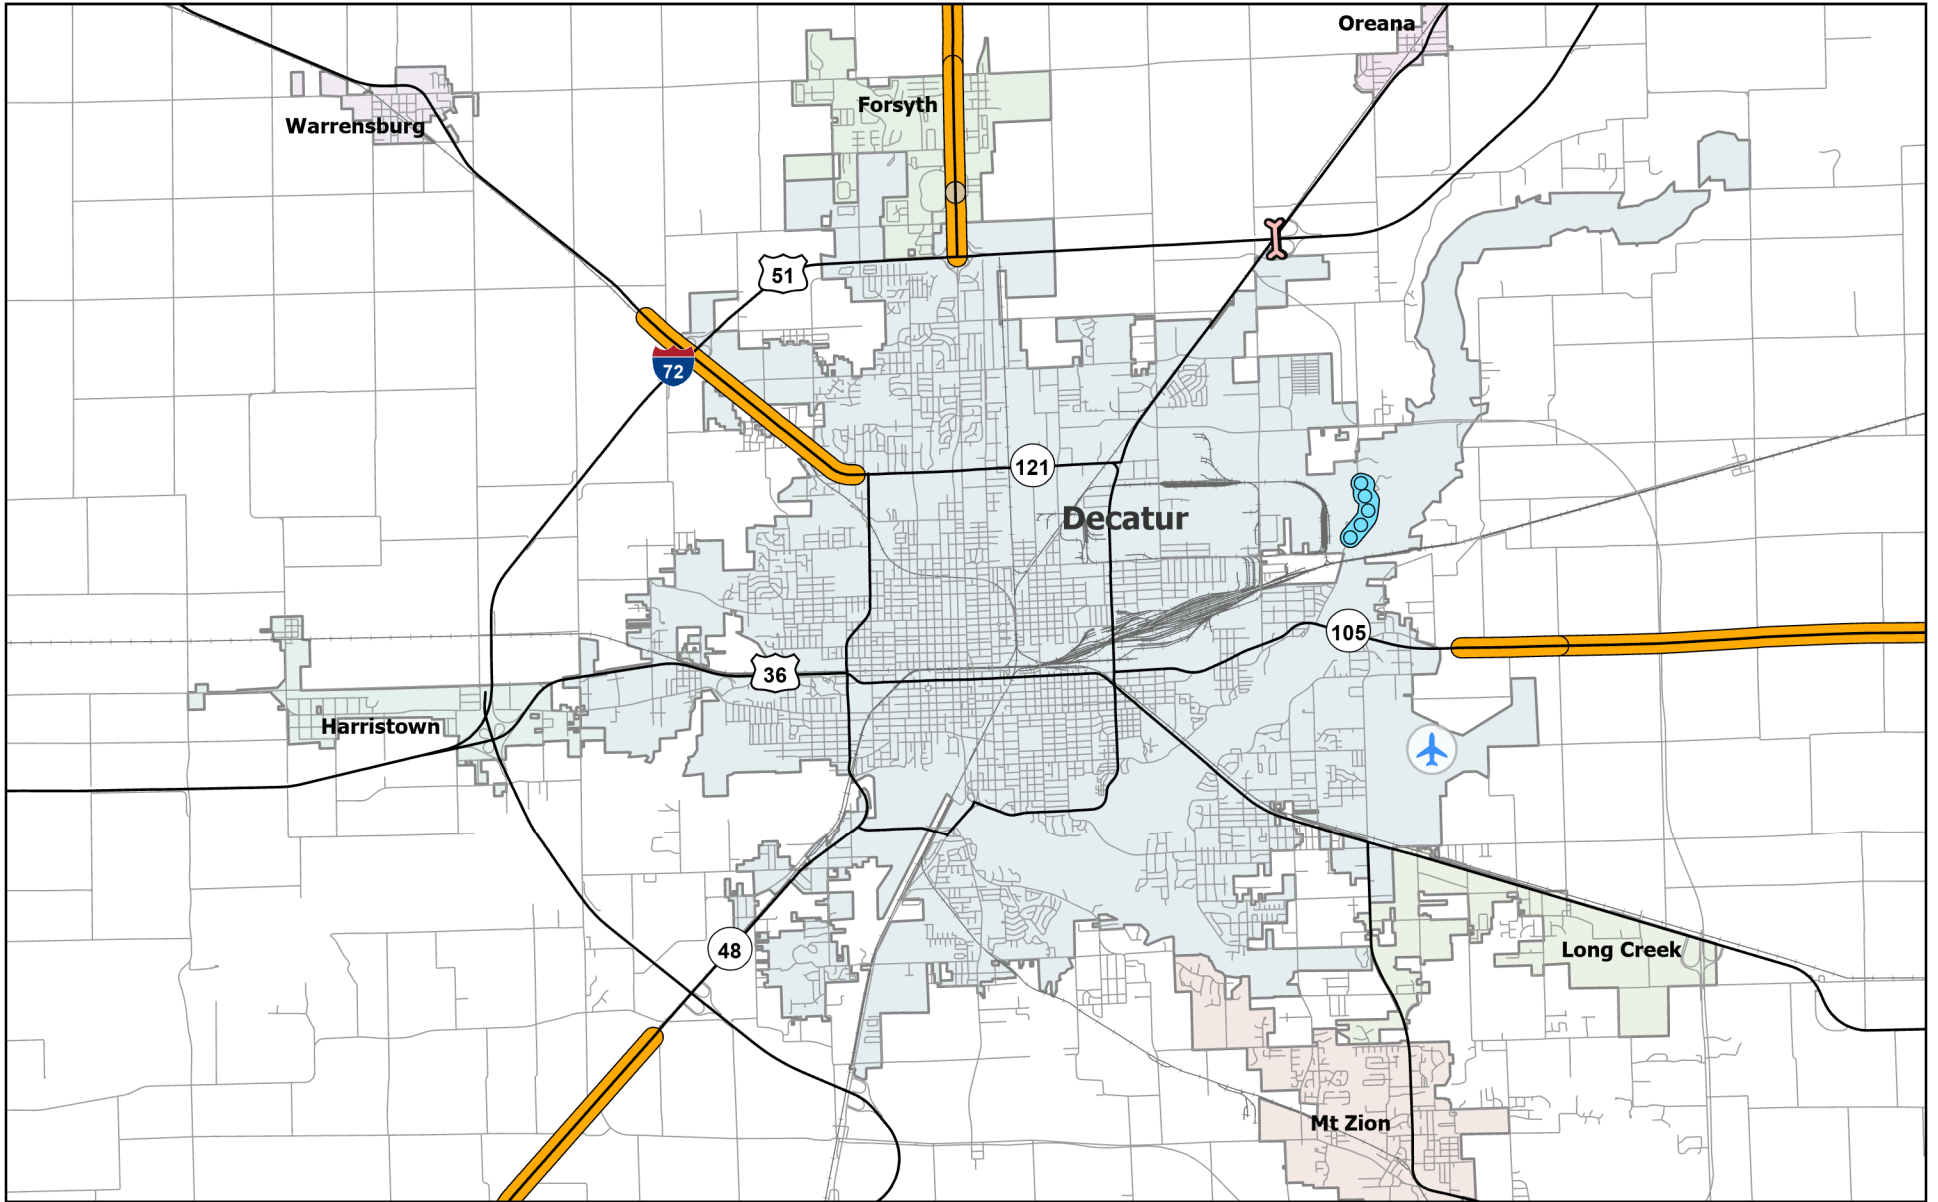 Oreana
Forsyth
Warrensburg
51
72
121
Decatur
105
36
Harristown
48
Long Creek
Mt Zion